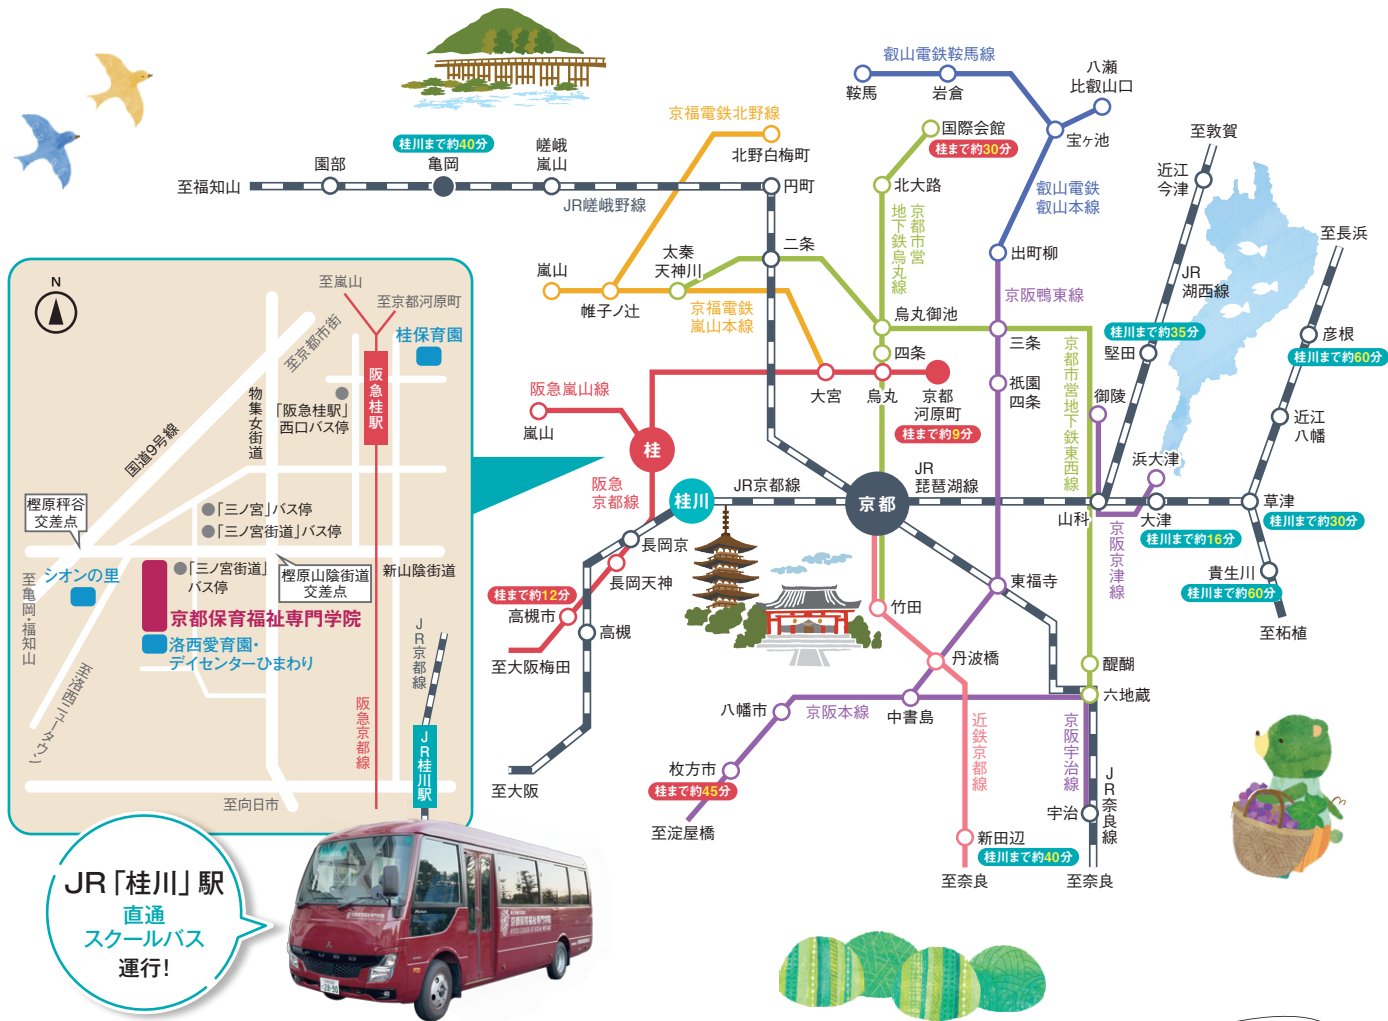 叡山電鉄鞍馬線
鞍馬
岩倉
八瀬
比叡山口
宝ヶ池
京福電鉄北野線
北野白梅町
国際会館
桂まで約30分
北大路
京都市営
地下鉄烏丸線
叡山電鉄
叡山本線
出町柳
至敦賀
近江
今津
至長浜
JR
湖西線
桂川まで約40分
亀岡
園部
嵯峨
嵐山
至福知山
JR嵯峨野線
円町
二条
太秦
天神川
嵐山
帷子ノ辻
京福電鉄
嵐山本線
烏丸御池
京阪鴨東線
三条
四条
祇園
四条
京都市営地下鉄東西線
御陵
桂川まで約35分
堅田
彦根
桂川まで約60分
近江
八幡
阪急嵐山線
嵐山
大宮
烏丸
京都
河原町
桂まで約9分
桂
阪急
京都線
桂川
JR京都線
京都
JR
琵琶湖線
浜大津
山科
大津
桂川まで約16分
草津
桂川まで約30分
京阪京津線
貴生川
桂川まで約60分
至柘植
長岡京
長岡天神
桂まで約12分
高槻市
高槻
至大阪梅田
至大阪
東福寺
竹田
丹波橋
中書島
京阪本線
八幡市
枚方市
桂まで約45分
至淀屋橋
醍醐
六地蔵
近鉄京都線
京阪宇治線
JR奈良線
宇治
新田辺
桂川まで約40分
至奈良
至奈良
N
至嵐山
至京都河原町
至京都市街
桂保育園
阪急桂駅
物集女街道
「阪急桂駅」
西口バス停
国道9号線
樫原秤谷
交差点
「三ノ宮」バス停
「三ノ宮街道」バス停
シオンの里
「三ノ宮街道」
バス停
樫原山陰街道
交差点
新山陰街道
至亀岡・福知山
京都保育福祉専門学院
洛西愛育園・
デイセンターひまわり
JR京都線
至洛西ニュータウン
阪急京都線
JR桂川駅
至向日市
JR「桂川」駅
直通
スクールバス
運行!
京都保育福祉専門学院
FUSO